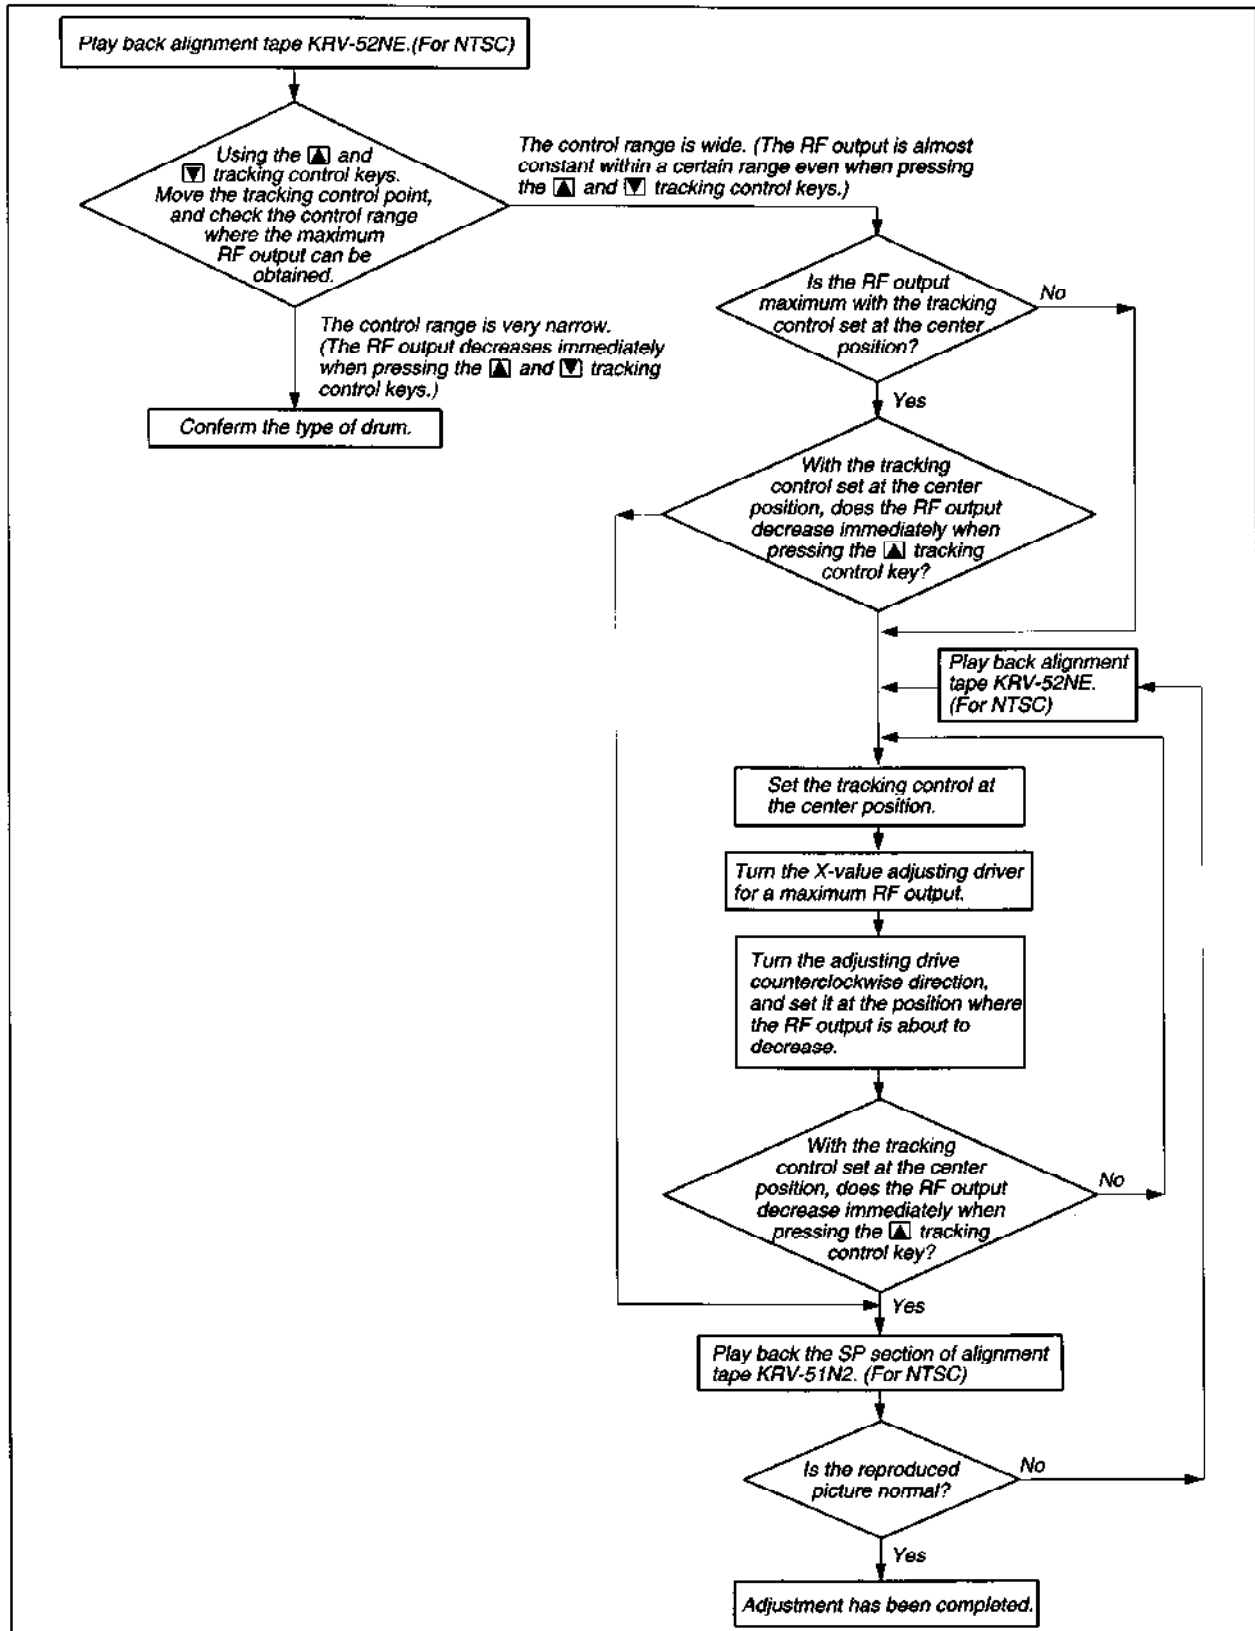 Play back alignment tape KRV-52NE.(For NTSC)
Using the ▲ and
▼ tracking control keys.
Move the tracking control point,
and check the control range
where the maximum
RF output can be
obtained.
The control range is wide. (The RF output is almost
constant within a certain range even when pressing
the ▲ and ▼ tracking control keys.)
The control range is very narrow.
(The RF output decreases immediately
when pressing the ▲ and ▼ tracking
control keys.)
Conferm the type of drum.
Is the RF output
maximum with the tracking
control set at the center
position?
No
Yes
With the tracking
control set at the center
position, does the RF output
decrease immediately when
pressing the ▲ tracking
control key?
Play back alignment
tape KRV-52NE.
(For NTSC)
Set the tracking control at
the center position.
Turn the X-value adjusting driver
for a maximum RF output.
Turn the adjusting drive
counterclockwise direction,
and set it at the position where
the RF output is about to
decrease.
With the tracking
control set at the center
position, does the RF output
decrease immediately when
pressing the ▲ tracking
control key?
No
Yes
Play back the SP section of alignment
tape KRV-51N2. (For NTSC)
Is the reproduced
picture normal?
No
Yes
Adjustment has been completed.